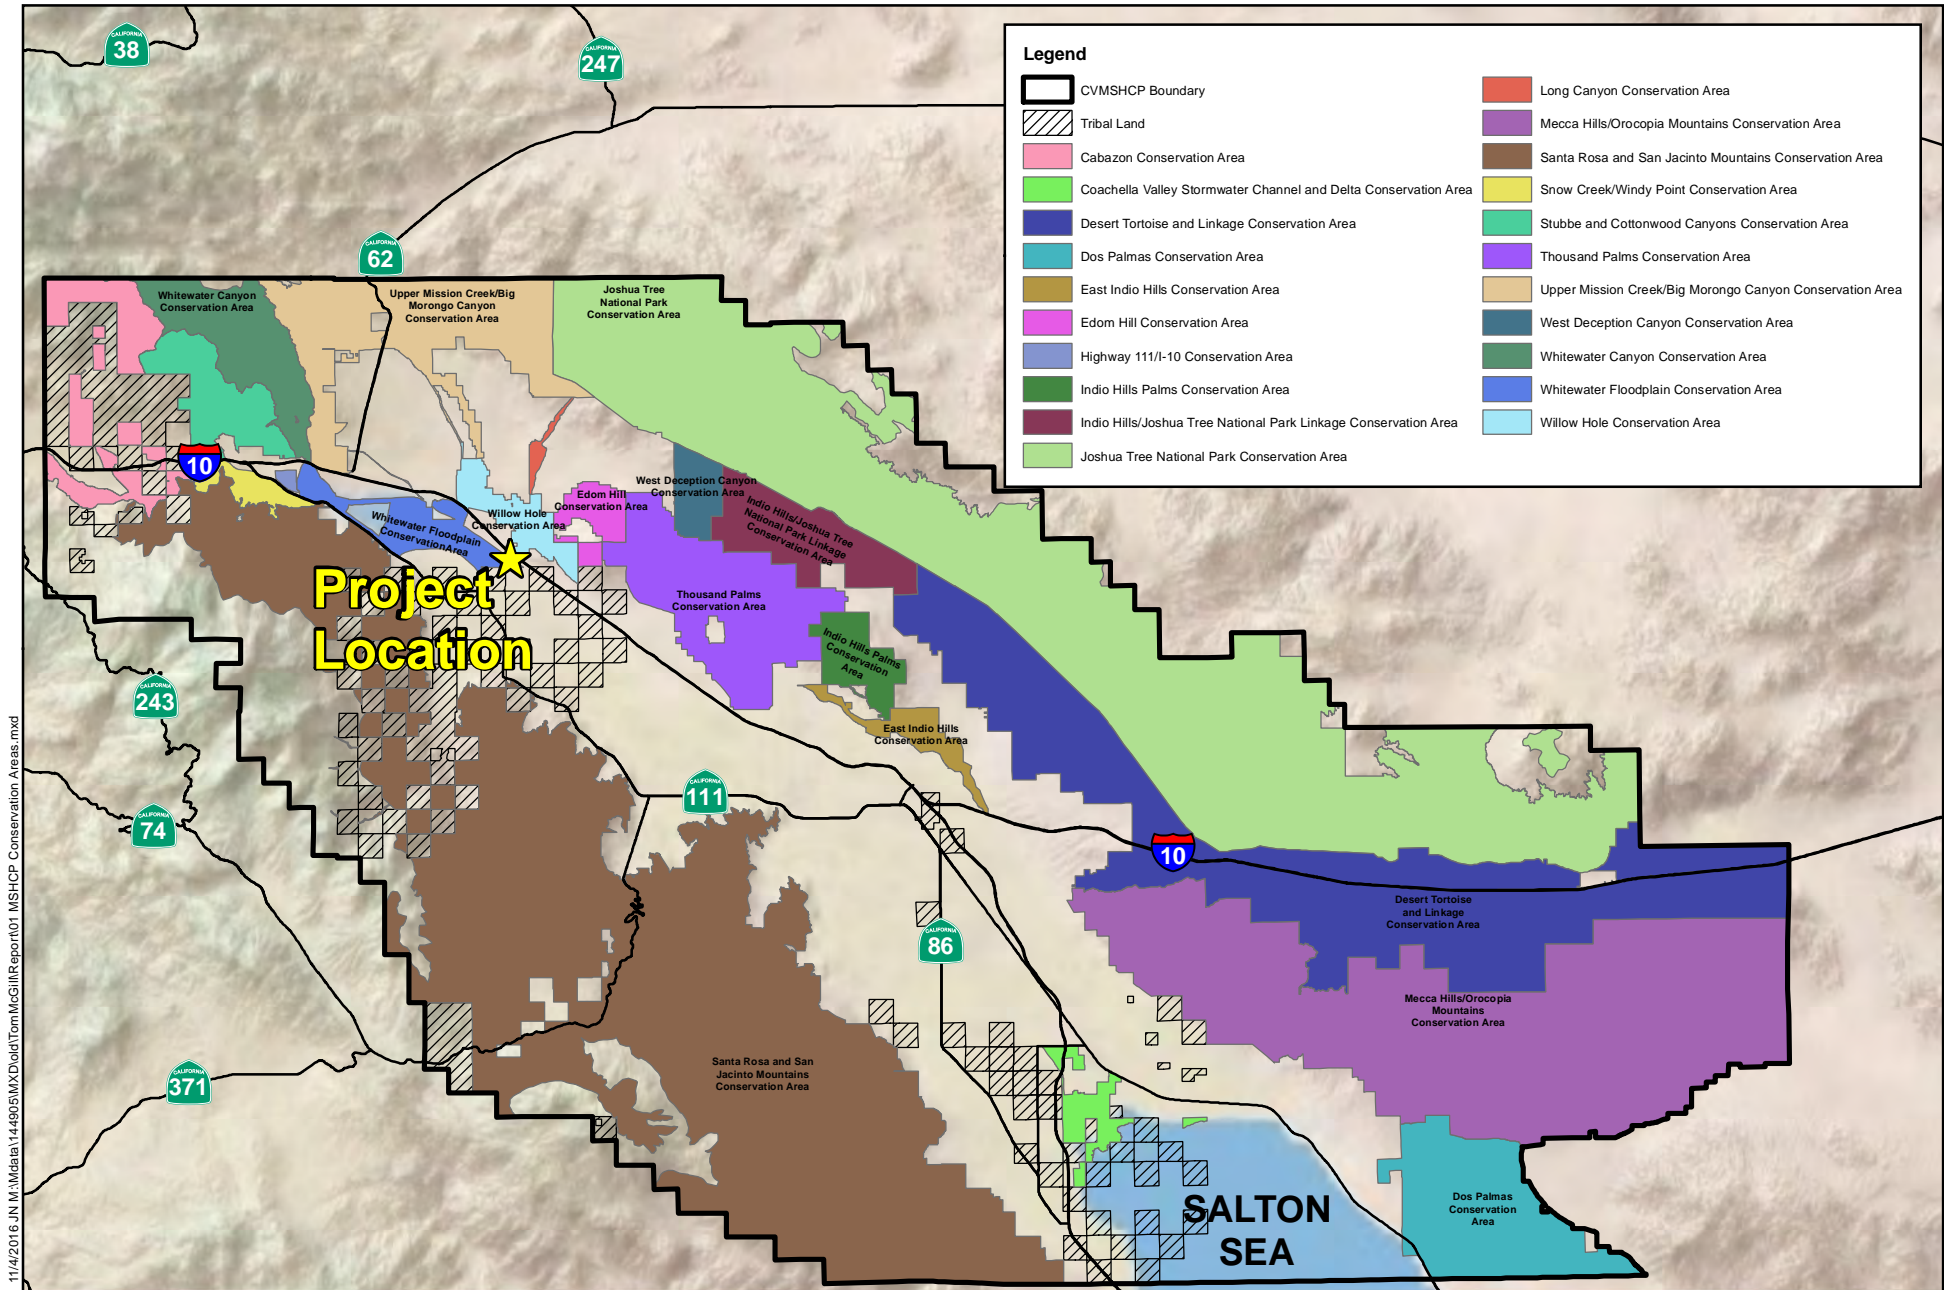 CALIFORNIA
38
CALIFORNIA
247
CALIFORNIA
62
Legend
CVMSHCP Boundary
Tribal Land
Cabazon Conservation Area
Coachella Valley Stormwater Channel and Delta Conservation Area
Desert Tortoise and Linkage Conservation Area
Dos Palmas Conservation Area
East Indio Hills Conservation Area
Edom Hill Conservation Area
Highway 111/I-10 Conservation Area
Indio Hills Palms Conservation Area
Indio Hills/Joshua Tree National Park Linkage Conservation Area
Joshua Tree National Park Conservation Area
Long Canyon Conservation Area
Mecca Hills/Orocopia Mountains Conservation Area
Santa Rosa and San Jacinto Mountains Conservation Area
Snow Creek/Windy Point Conservation Area
Stubbe and Cottonwood Canyons Conservation Area
Thousand Palms Conservation Area
Upper Mission Creek/Big Morongo Canyon Conservation Area
West Deception Canyon Conservation Area
Whitewater Canyon Conservation Area
Whitewater Floodplain Conservation Area
Willow Hole Conservation Area
Whitewater Canyon
Conservation Area
Upper Mission Creek/Big
Morongo Canyon
Conservation Area
Joshua Tree
National Park
Conservation Area
10
West Deception Canyon
Conservation Area
Edom Hill
Conservation Area
Willow Hole
Conservation Area
Whitewater Floodplain
ConservationArea
Indio Hills/Joshua Tree
National Park Linkage
Conservation Area
Project
Location
Thousand Palms
Conservation Area
Indio Hills Palms
Conservation
Area
East Indio Hills
Conservation Area
CALIFORNIA
243
CALIFORNIA
74
CALIFORNIA
111
10
CALIFORNIA
86
CALIFORNIA
371
Desert Tortoise
and Linkage
Conservation Area
Mecca Hills/Orocopia
Mountains
Conservation Area
Santa Rosa and San
Jacinto Mountains
Conservation Area
Dos Palmas
Conservation
Area
SALTON
SEA
11/4/2016 JN M:\Mdata\144905\MXD\old\TomMcGill\Report\01 MSHCP Conservation Areas.mxd